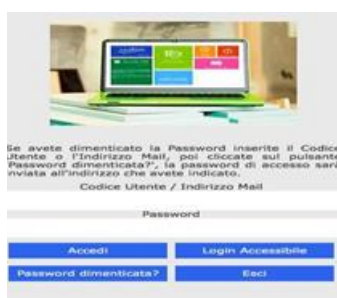 Se avete dimenticato la Password inserite il Codice
Utente o l'Indirizzo Mail, poi cliccate sul pulsante
'Password dimenticata?', la password di accesso sarà
inviata all'indirizzo che avete indicato.
Codice Utente / Indirizzo Mail
Password
Accedi
Login Accessibile
Password dimenticata?
Esci